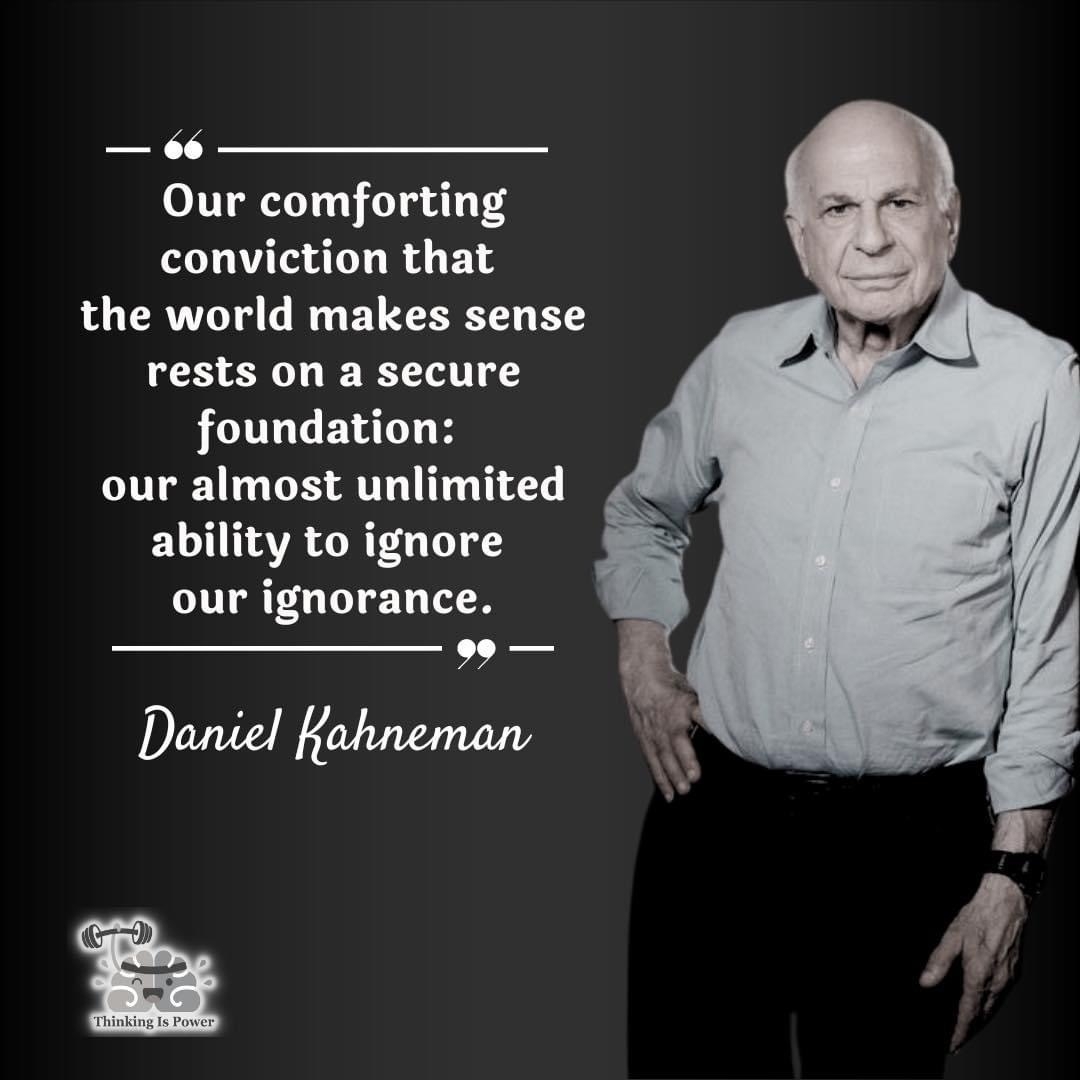 “
Our comforting
conviction that
the world makes sense
rests on a secure
foundation:
our almost unlimited
ability to ignore
our ignorance.
”
Daniel Kahneman
Thinking Is Power